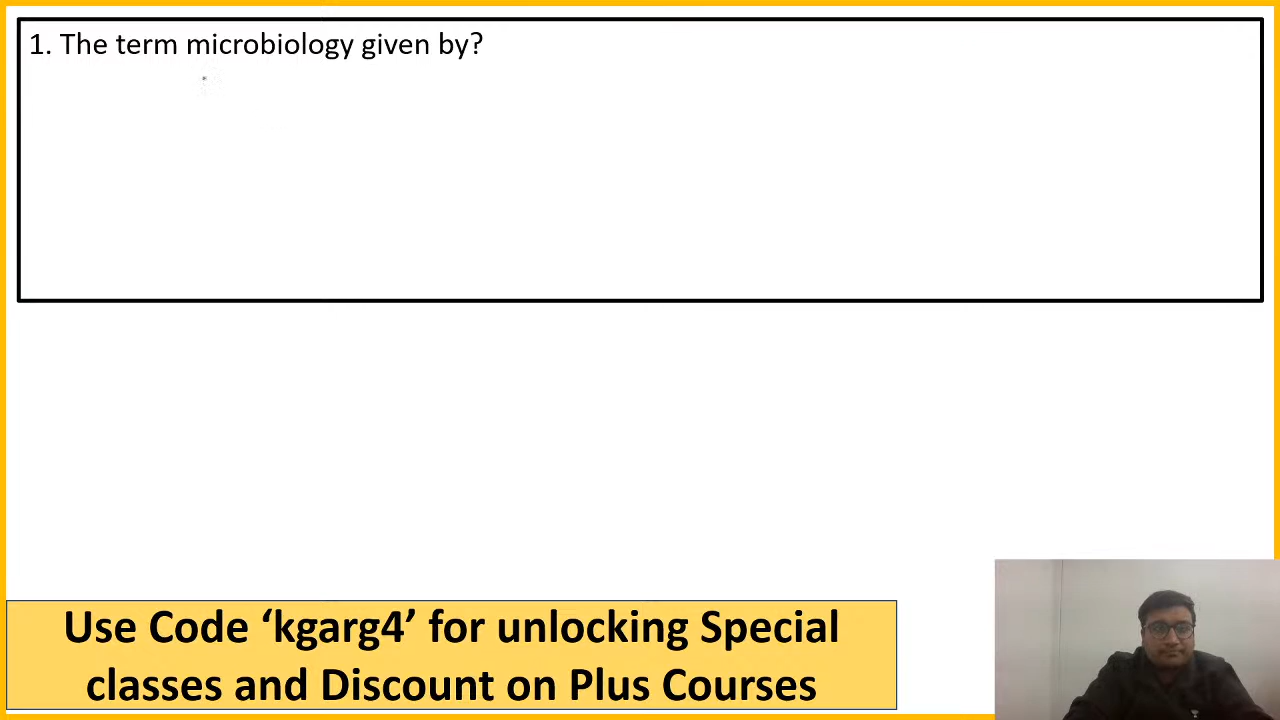 1. The term microbiology given by?
Use Code ‘kgarg4’ for unlocking Special
classes and Discount on Plus Courses